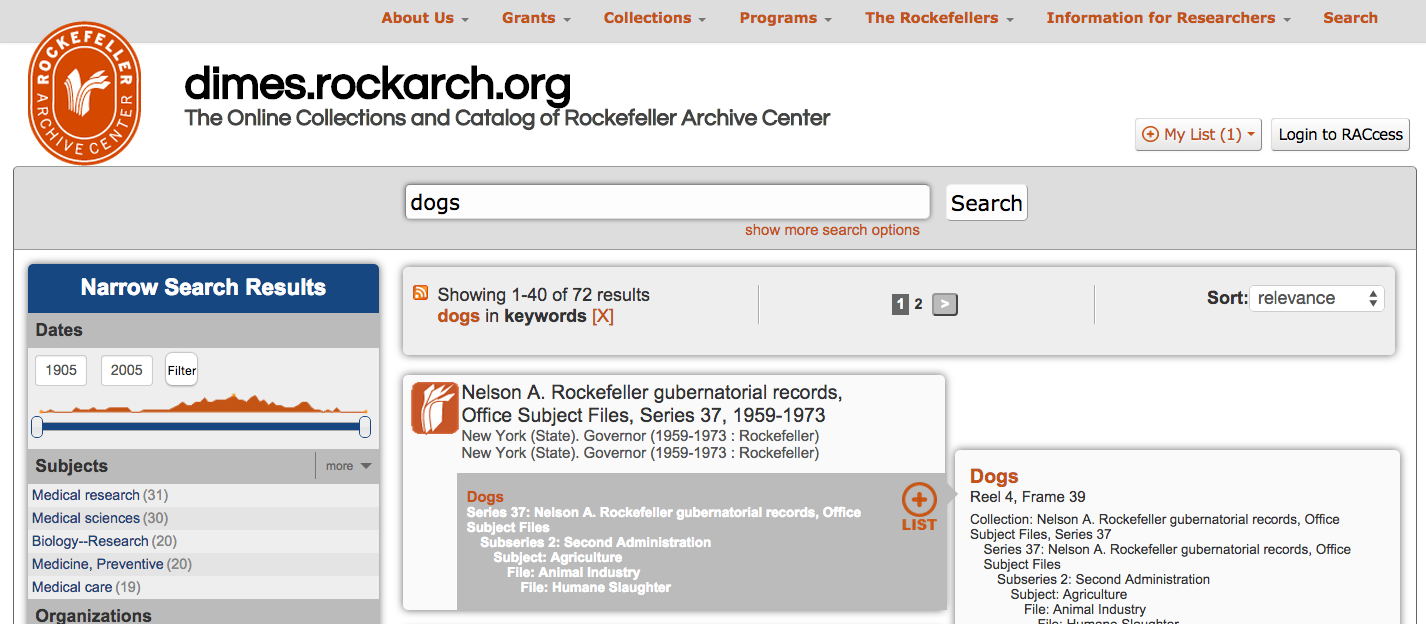 About Us Grants Collections Programs The Rockefellers Information for Researchers Search
ROCKEFELLER ARCHIVE CENTER
dimes.rockarch.org
The Online Collections and Catalog of Rockefeller Archive Center
My List (1) Login to RACcess
dogs Search
show more search options
Narrow Search Results
Dates
1905 2005 Filter
Subjects more
Medical research (31)
Medical sciences (30)
Biology--Research (20)
Medicine, Preventive (20)
Medical care (19)
Organizations
Showing 1-40 of 72 results
dogs in keywords [X]
1 2 >
Sort: relevance
Nelson A. Rockefeller gubernatorial records,
Office Subject Files, Series 37, 1959-1973
New York (State). Governor (1959-1973 : Rockefeller)
New York (State). Governor (1959-1973 : Rockefeller)
Dogs
Series 37: Nelson A. Rockefeller gubernatorial records, Office
Subject Files
Subseries 2: Second Administration
Subject: Agriculture
File: Animal Industry
File: Humane Slaughter
LIST
Dogs
Reel 4, Frame 39
Collection: Nelson A. Rockefeller gubernatorial records, Office
Subject Files, Series 37
Series 37: Nelson A. Rockefeller gubernatorial records, Office
Subject Files
Subseries 2: Second Administration
Subject: Agriculture
File: Animal Industry
File: Humane Slaughter